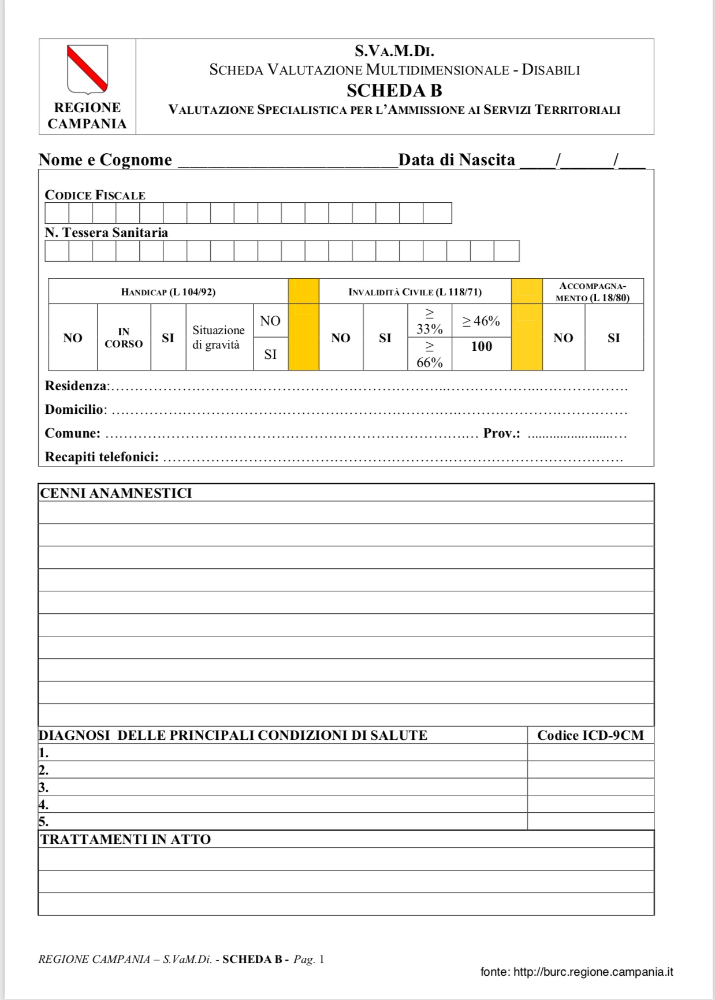 S.VA.M.DI.
SCHEDA VALUTAZIONE MULTIDIMENSIONALE - DISABILI
SCHEDA B
VALUTAZIONE SPECIALISTICA PER L’AMMISSIONE AI SERVIZI TERRITORIALI
REGIONE
CAMPANIA
Nome e Cognome _________________________Data di Nascita ____/______/___
CODICE FISCALE
N. Tessera Sanitaria
HANDICAP (L 104/92)
NO
IN
CORSO
SI
Situazione
di gravità
NO
SI
INVALIDITÀ CIVILE (L 118/71)
NO
SI
≥
33%
≥ 46%
≥
66%
100
ACCOMPAGNA-
MENTO (L 18/80)
NO
SI
Residenza:……………………………………………………………..………………..………………
Domicilio: ………………………………………………………………………………………………
Comune: …………………………………………………………………… Prov.: .......................…
Recapiti telefonici: …………………………………………………………………………………….
CENNI ANAMNESTICI
DIAGNOSI DELLE PRINCIPALI CONDIZIONI DI SALUTE Codice ICD-9CM
1.
2.
3.
4.
5.
TRATTAMENTI IN ATTO
REGIONE CAMPANIA – S.VaM.Di. - SCHEDA B - Pag. 1
fonte: http://burc.regione.campania.it